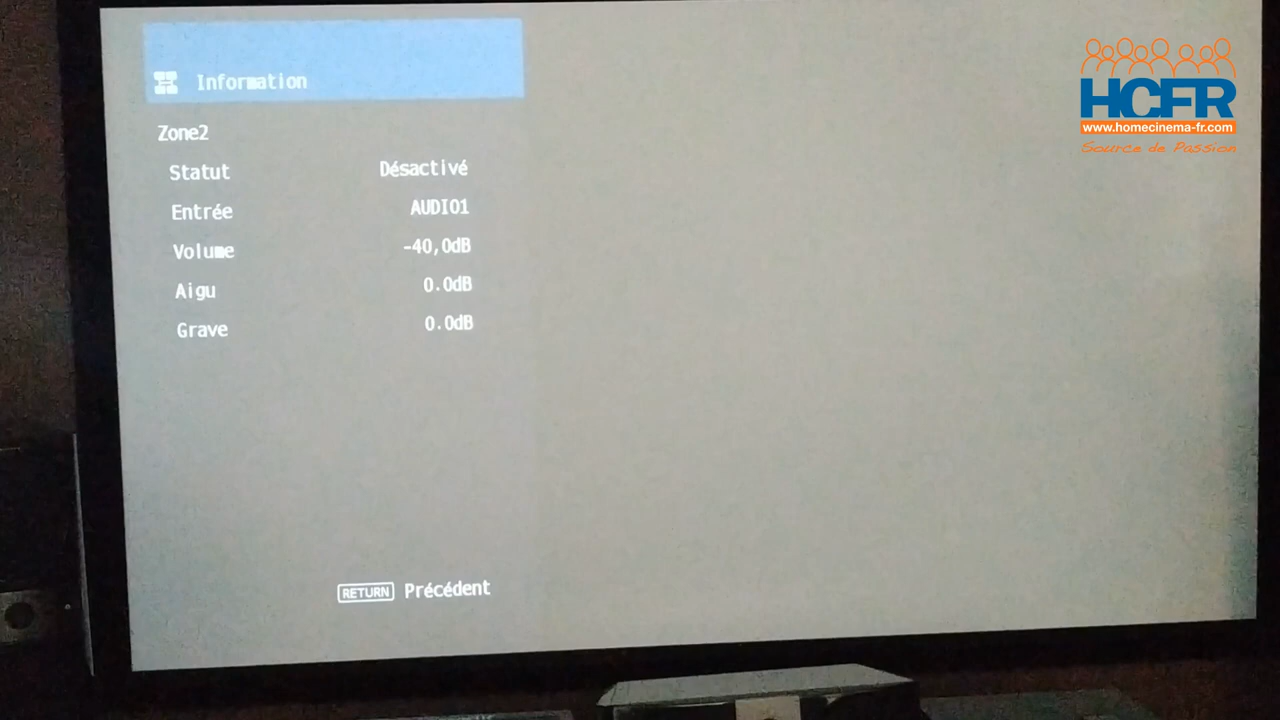 Information
Zone2
Statut Désactivé
Entrée AUDIO1
Volume -40,0dB
Aigu 0.0dB
Grave 0.0dB
RETURN Précédent
HCFR
www.homecinema-fr.com
Source de Passion